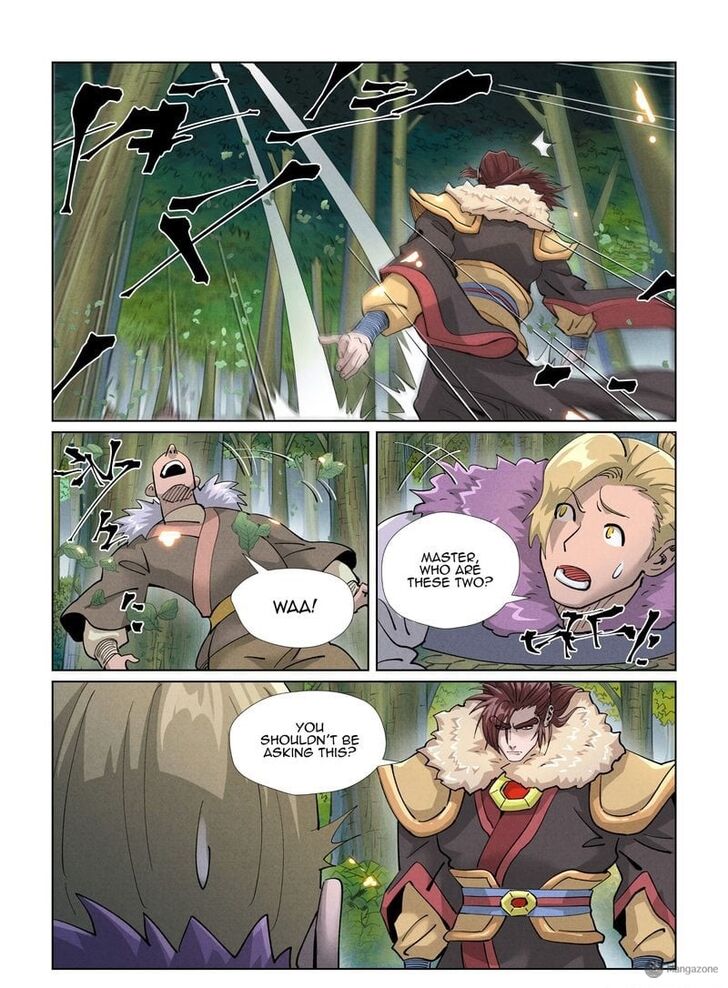 WAA!
MASTER,
WHO ARE
THESE TWO?
YOU
SHOULDN'T BE
ASKING THIS?
Mangazone